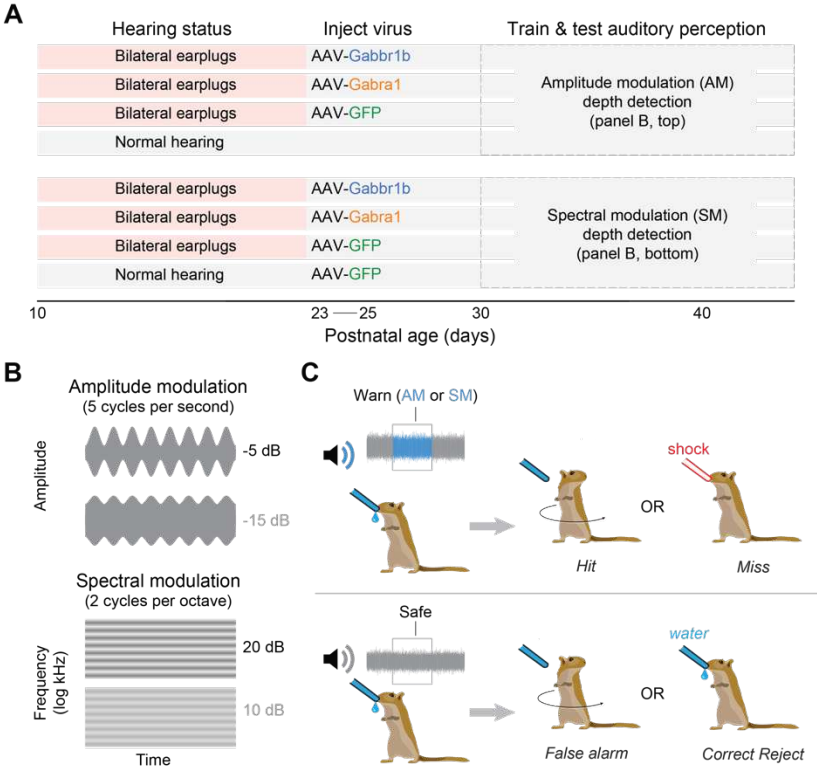 A
Hearing status
Inject virus
Train & test auditory perception
Bilateral earplugs
AAV-Gabbr1b
Bilateral earplugs
AAV-Gabra1
Bilateral earplugs
AAV-GFP
Normal hearing
Amplitude modulation (AM)
depth detection
(panel B, top)
Bilateral earplugs
AAV-Gabbr1b
Bilateral earplugs
AAV-Gabra1
Bilateral earplugs
AAV-GFP
Normal hearing
AAV-GFP
Spectral modulation (SM)
depth detection
(panel B, bottom)
10
23
25
30
40
Postnatal age (days)
B
Amplitude modulation
(5 cycles per second)
Amplitude
-5 dB
-15 dB
Spectral modulation
(2 cycles per octave)
Frequency
(log kHz)
20 dB
10 dB
Time
C
Warn (AM or SM)
shock
OR
Hit
Miss
Safe
water
OR
False alarm
Correct Reject